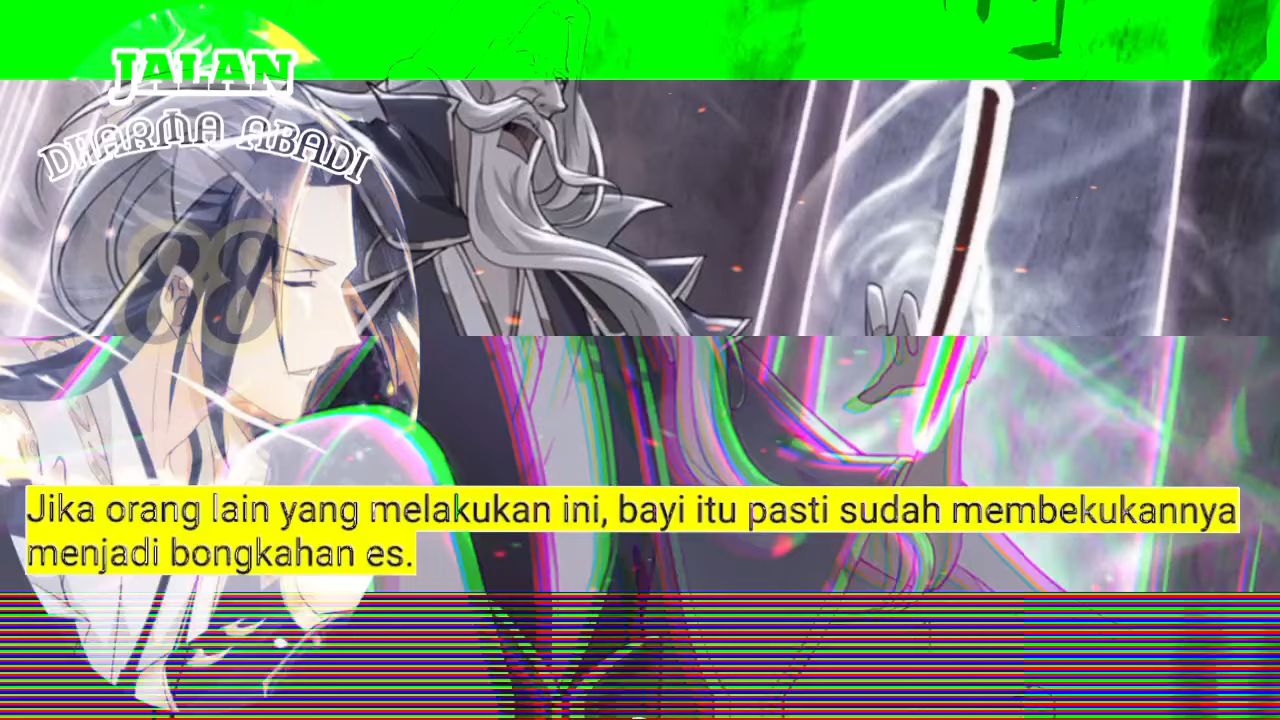 JALAN
DHARMA ABADI
88
Jika orang lain yang melakukan ini, bayi itu pasti sudah membekukannya
menjadi bongkahan es.